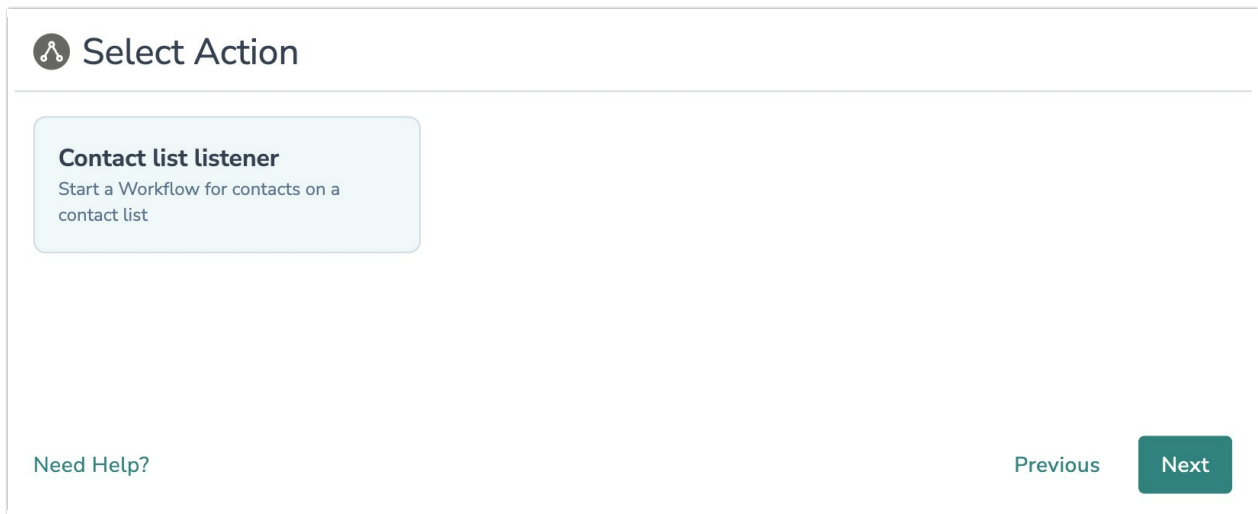 Select Action
Contact list listener
Start a Workflow for contacts on a
contact list
Need Help?
Previous
Next